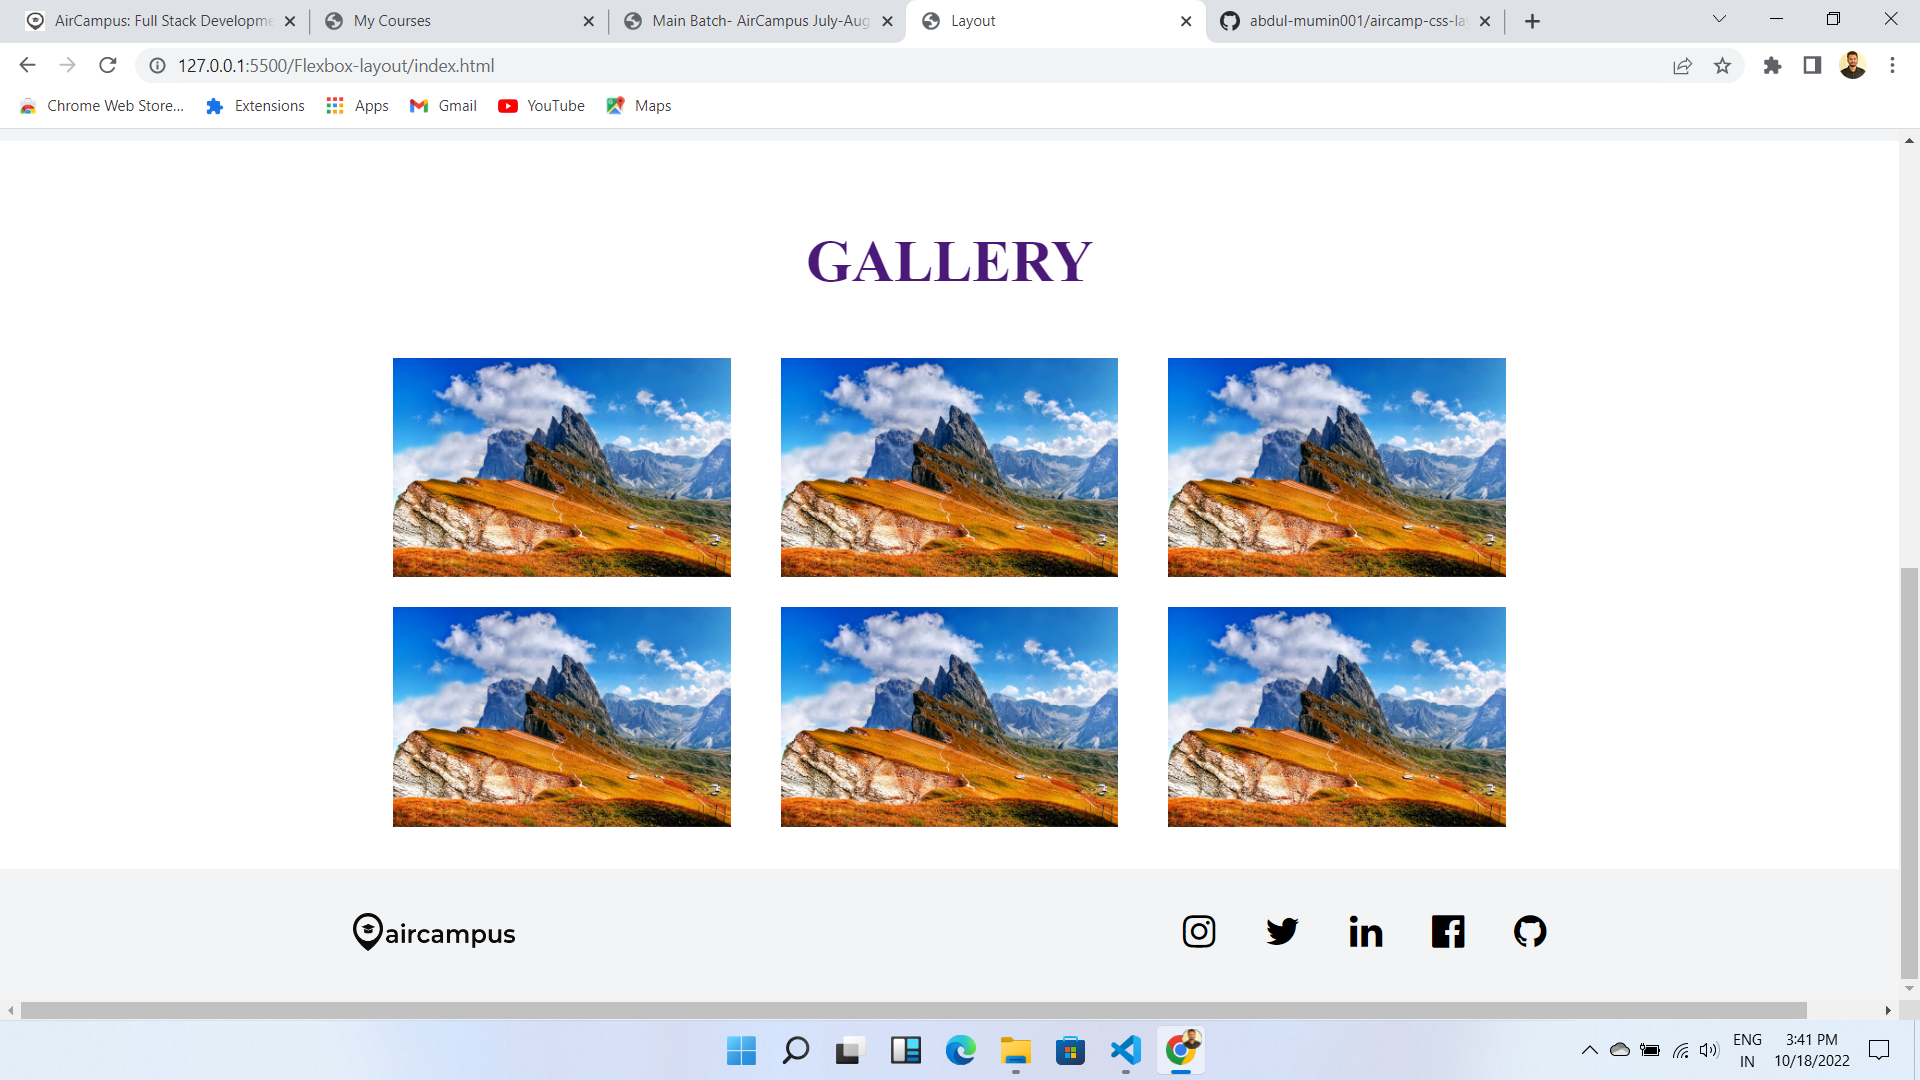 AirCampus: Full Stack Developme
My Courses
Main Batch- AirCampus July-Aug
Layout
abdul-mumin001/aircamp-css-la
127.0.0.1:5500/Flexbox-layout/index.html
Chrome Web Store...
Extensions
Apps
Gmail
YouTube
Maps
GALLERY
aircampus
ENG
IN
3:41 PM
10/18/2022